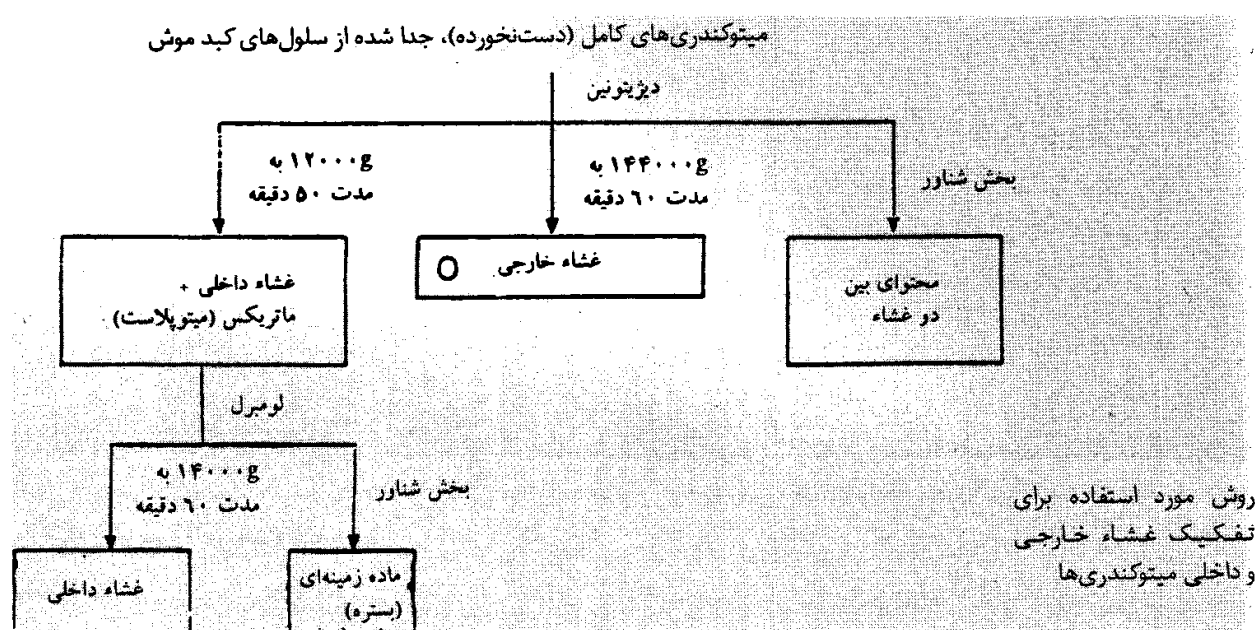 میتوکندری‌های کامل (دست‌نخورده)، جدا شده از سلول‌های کبد موش
دیژیتونین
۱۲۰۰۰g به
مدت ۵۰ دقیقه
۱۴۴۰۰۰g به
مدت ۶۰ دقیقه
بخش شناور
غشاء داخلی +
ماتریکس (میتوپلاست)
غشاء خارجی
محتوای بین
دو غشاء
لومبرل
۱۴۰۰۰g به
مدت ۶۰ دقیقه
بخش شناور
غشاء داخلی
ماده زمینه‌ای
(بستره)
روش مورد استفاده برای
تفکیک غشاء خارجی
و داخلی میتوکندری‌ها